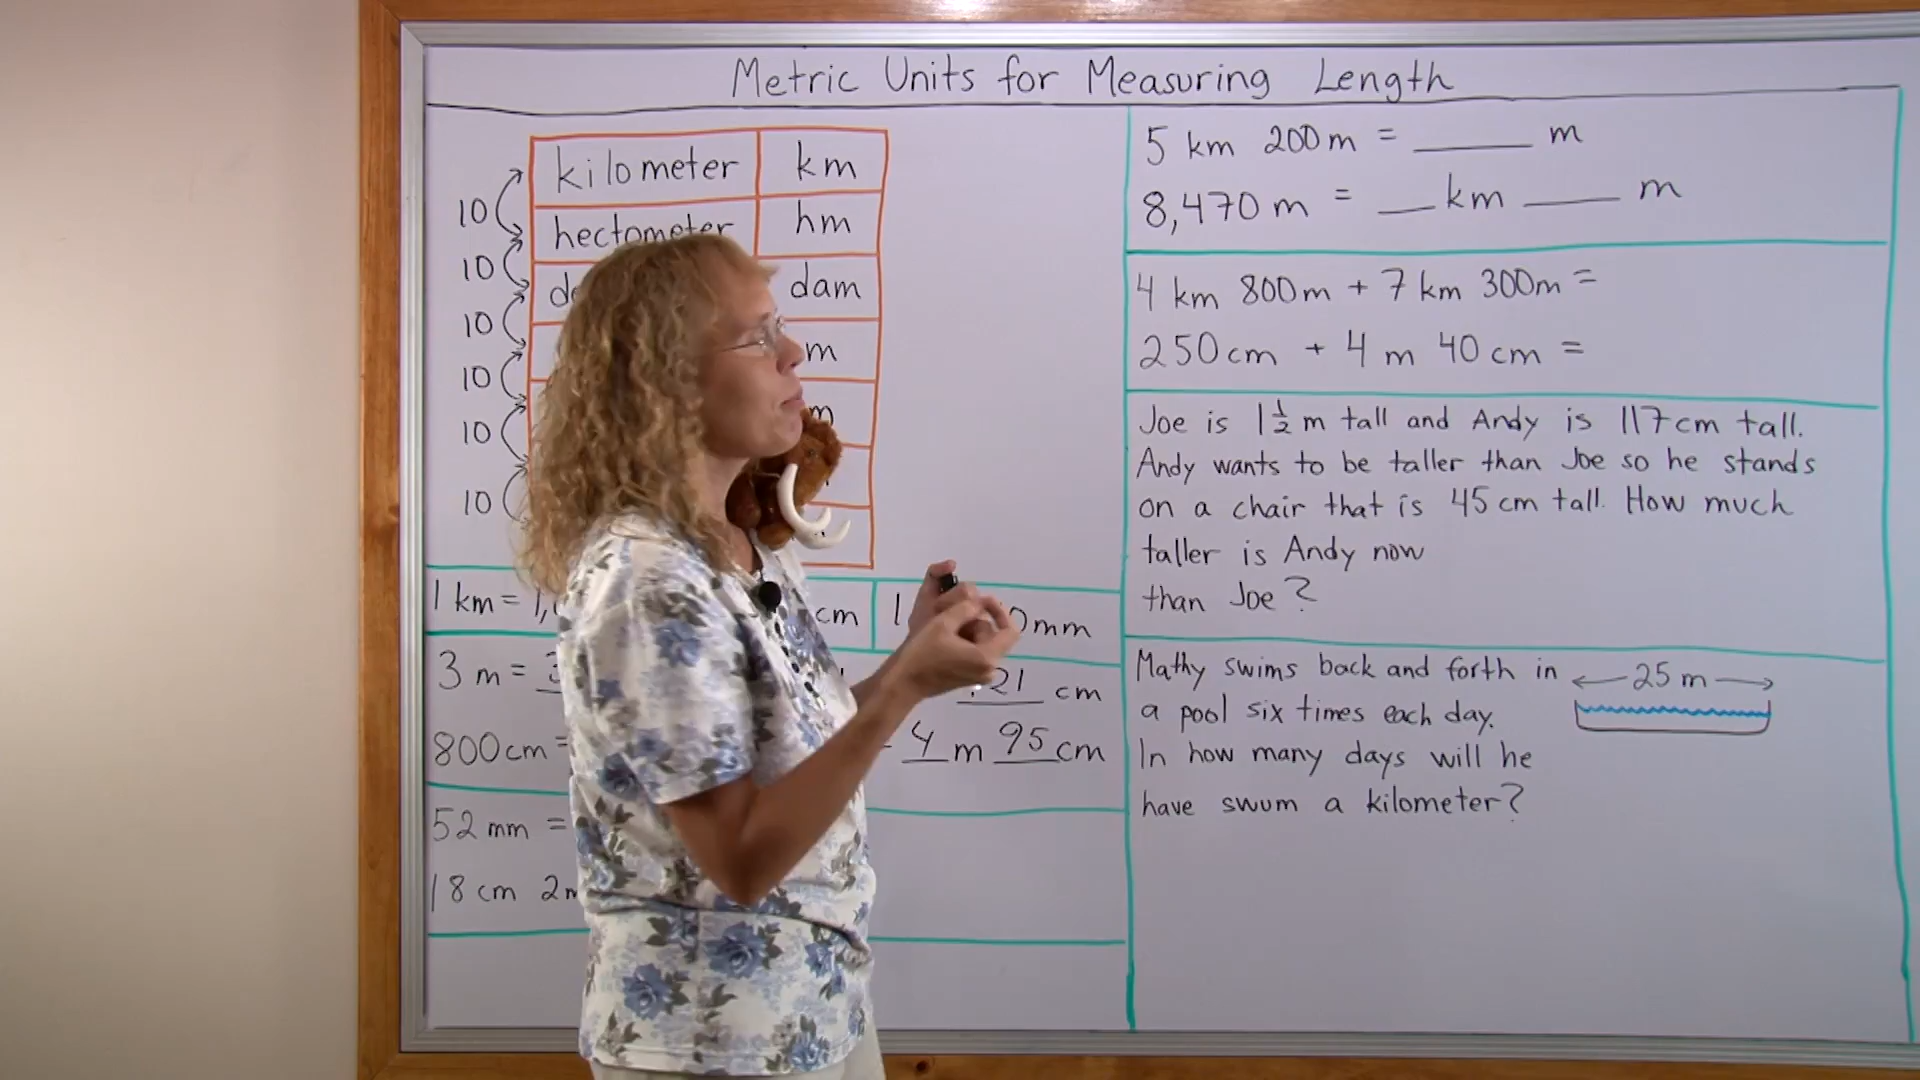 Metric Units for Measuring Length
kilometer km
10
hectometer hm
10
dam
10
m
10
10
10
1 km = 1, cm mm
3 m = 21 cm
800 cm = 4 m 95 cm
52 mm =
18 cm
5 km 200 m = ______ m
8,470 m = __ km _____ m
4 km 800 m + 7 km 300 m =
250 cm + 4 m 40 cm =
Joe is 1½ m tall and Andy is 117 cm tall.
Andy wants to be taller than Joe so he stands
on a chair that is 45 cm tall. How much
taller is Andy now
than Joe?
Mathy swims back and forth in
25 m
a pool six times each day.
In how many days will he
have swum a kilometer?